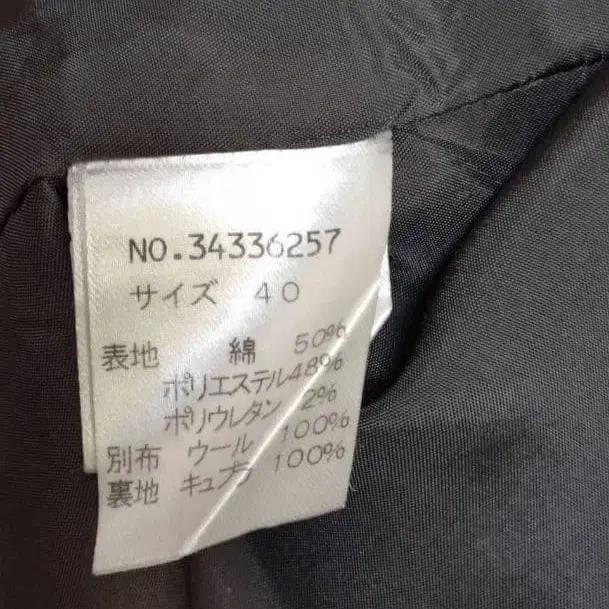 NO.34336257
サイズ 40
表地 綿 50%
ポリエステル48%
ポリウレタン 2%
別布 ウール 100%
裏地 キュプラ 100%